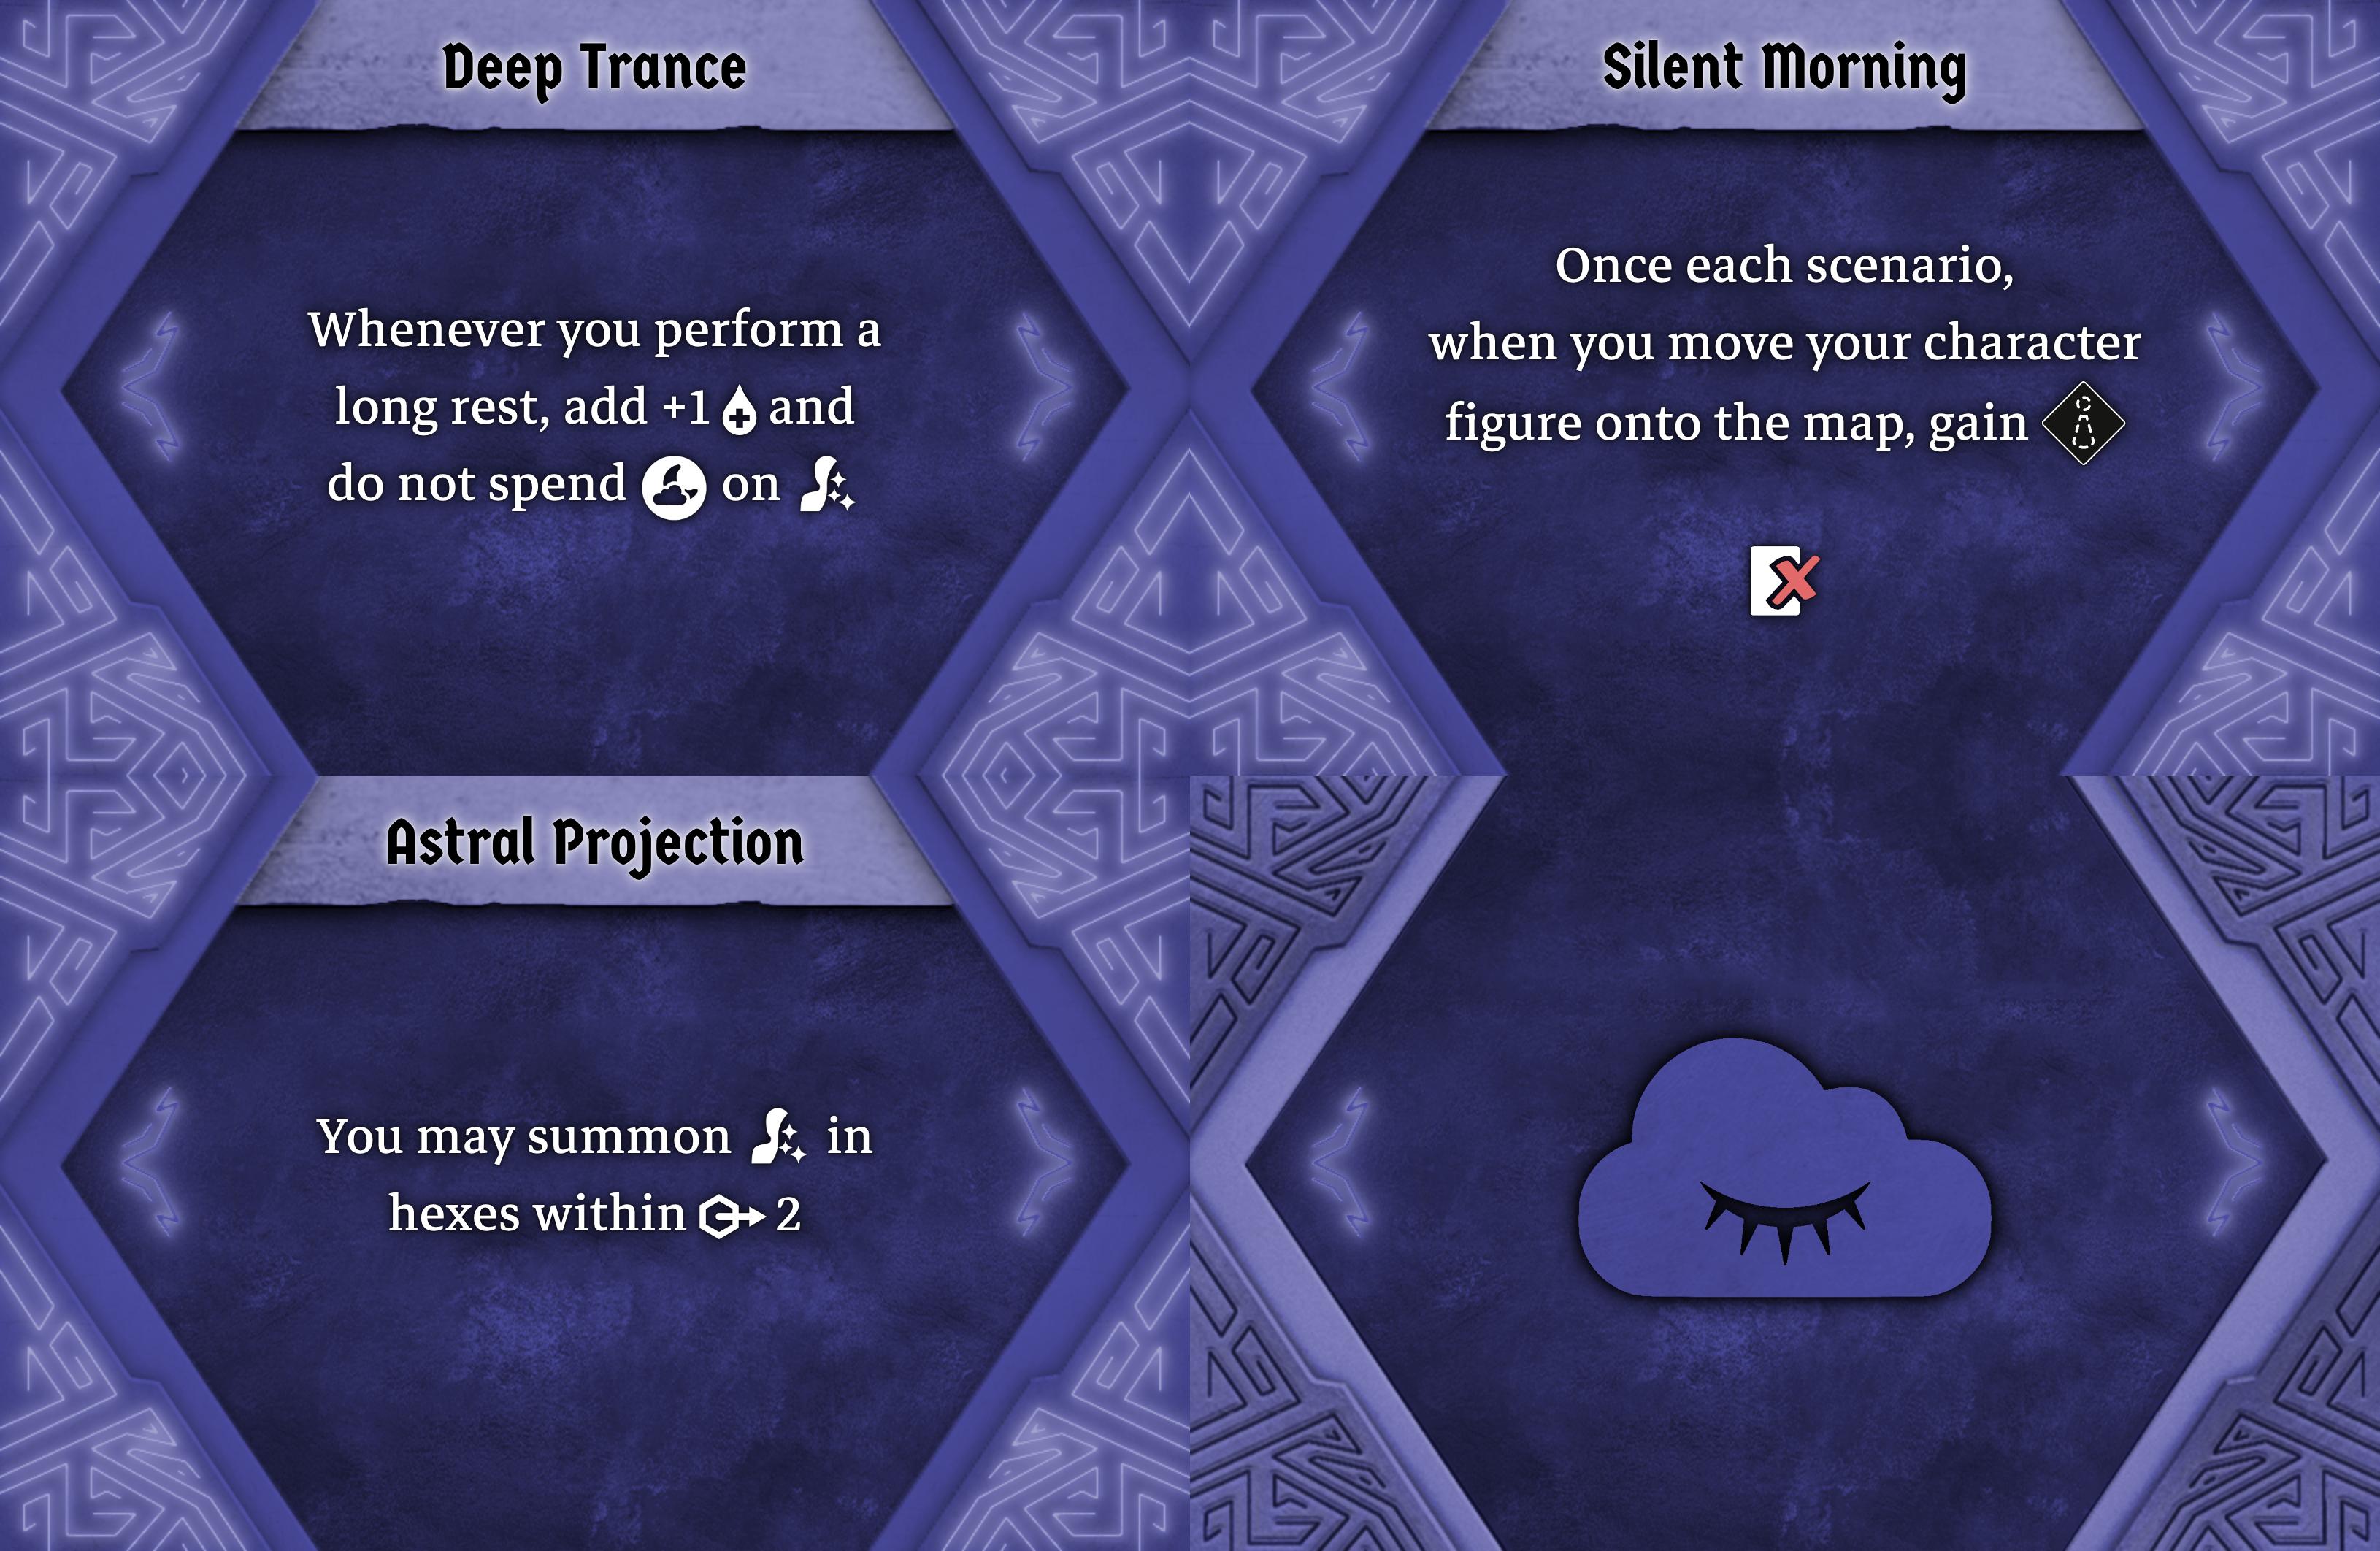 Deep Trance
Whenever you perform a
long rest, add +1 and
do not spend on
Silent Morning
Once each scenario,
when you move your character
figure onto the map, gain
Astral Projection
You may summon in
hexes within 2